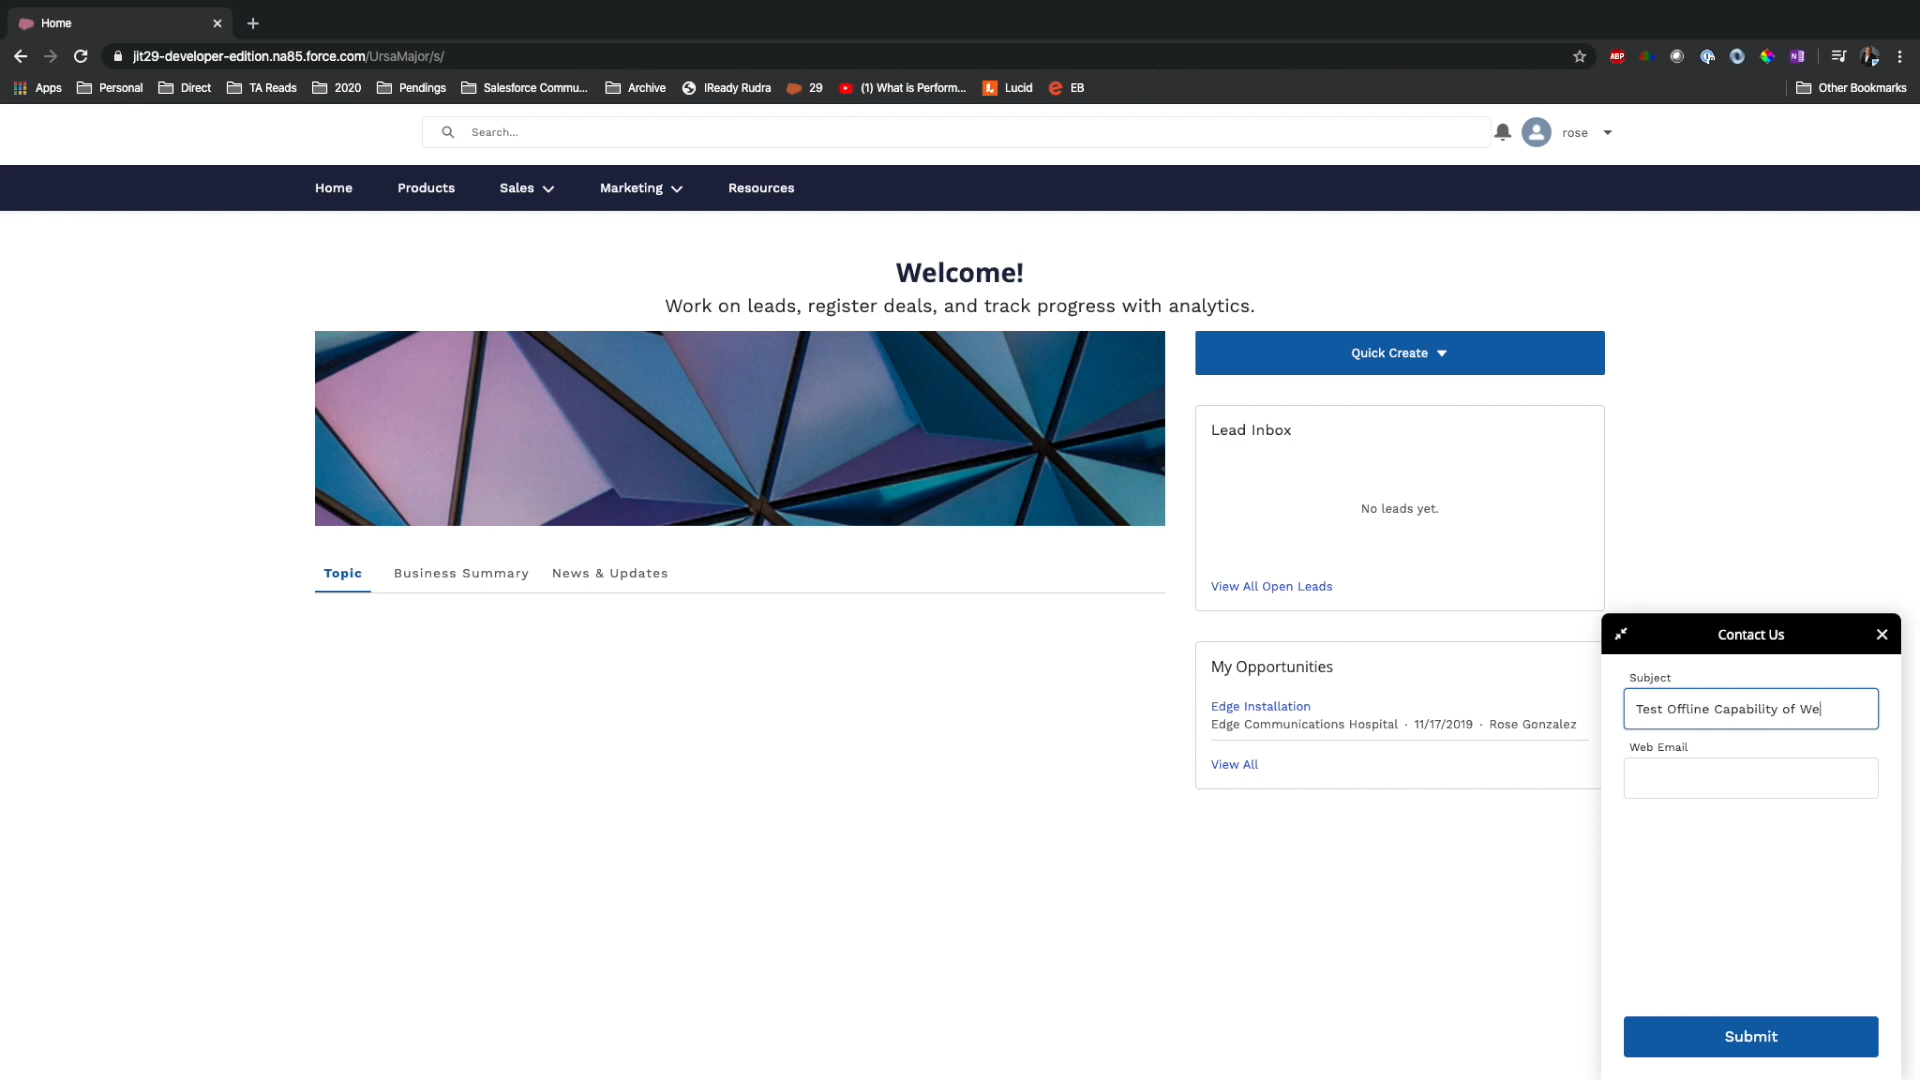 Home
jit29-developer-edition.na85.force.com/UrsaMajor/s/
ABP
Apps Personal Direct TA Reads 2020 Pendings Salesforce Commu... Archive IReady Rudra 29 (1) What is Perform... Lucid EB Other Bookmarks
Search...
rose
Home Products Sales Marketing Resources
Welcome!
Work on leads, register deals, and track progress with analytics.
Quick Create
Lead Inbox
No leads yet.
View All Open Leads
Topic Business Summary News & Updates
My Opportunities
Edge Installation
Edge Communications Hospital · 11/17/2019 · Rose Gonzalez
View All
Contact Us
Subject
Test Offline Capability of We
Web Email
Submit